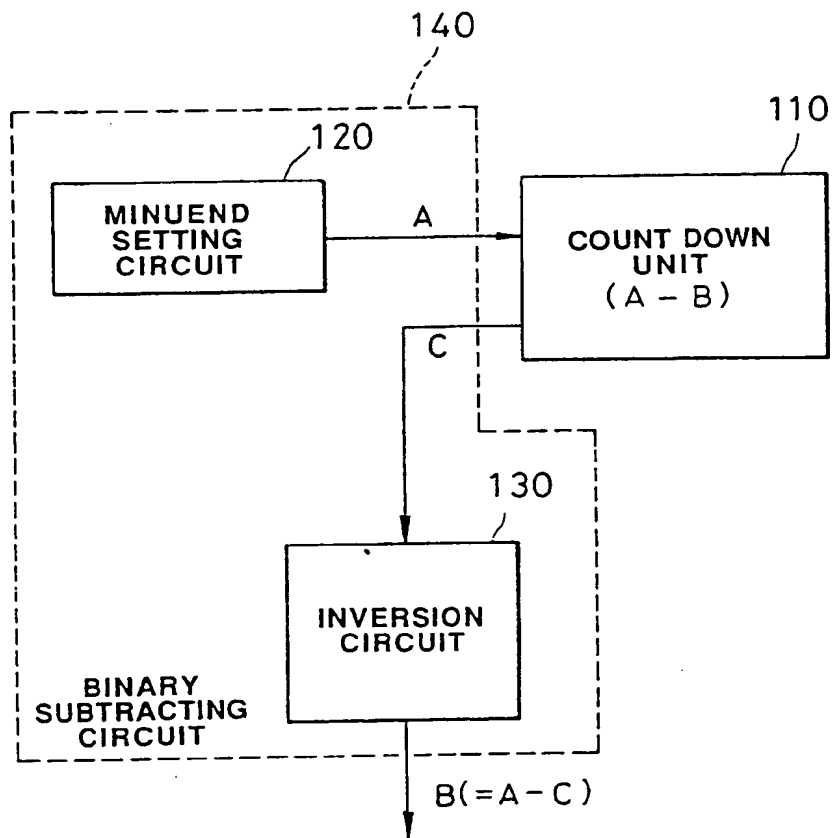 140
120
110
MINUEND
SETTING
CIRCUIT
A
COUNT DOWN
UNIT
(A − B)
C
130
INVERSION
CIRCUIT
BINARY
SUBTRACTING
CIRCUIT
B(=A−C)